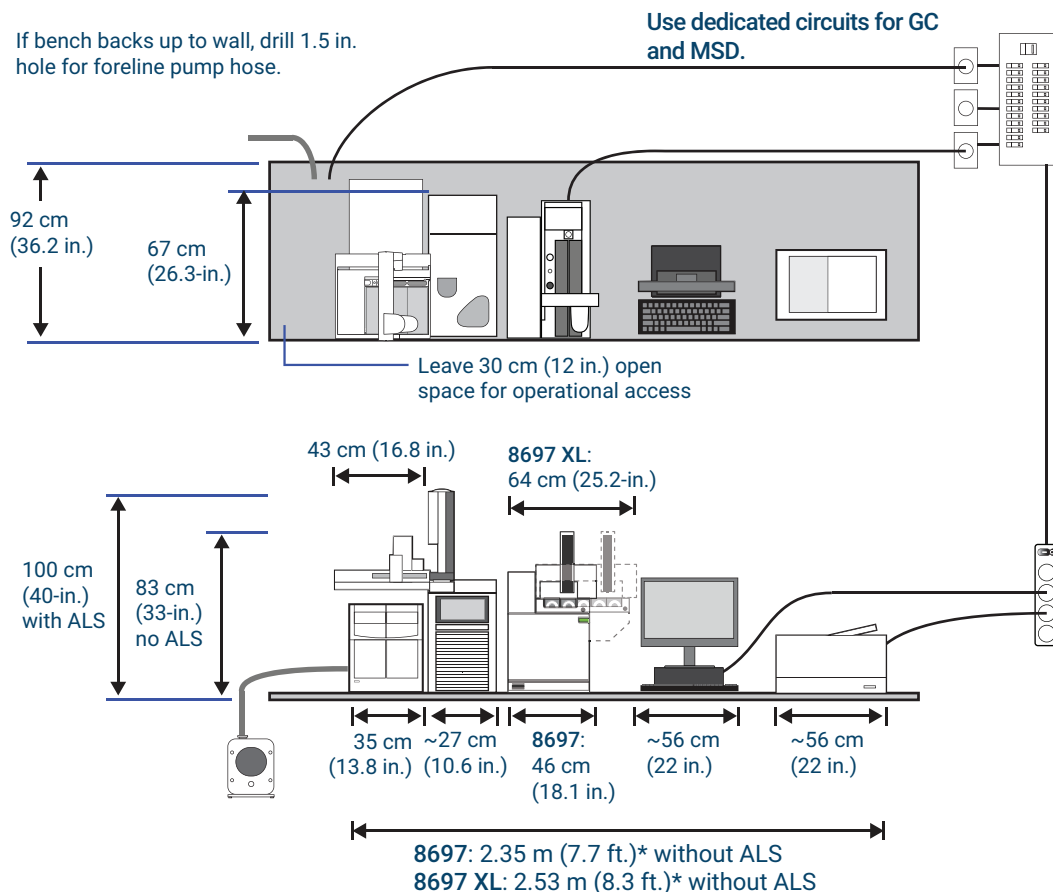 If bench backs up to wall, drill 1.5 in.
hole for foreline pump hose.
Use dedicated circuits for GC
and MSD.
92 cm
(36.2 in.)
67 cm
(26.3-in.)
Leave 30 cm (12 in.) open
space for operational access
43 cm (16.8 in.)
8697 XL:
64 cm (25.2-in.)
100 cm
(40-in.)
with ALS
83 cm
(33-in.)
no ALS
35 cm
(13.8 in.)
~27 cm
(10.6 in.)
8697:
46 cm
(18.1 in.)
~56 cm
(22 in.)
~56 cm
(22 in.)
8697: 2.35 m (7.7 ft.)* without ALS
8697 XL: 2.53 m (8.3 ft.)* without ALS